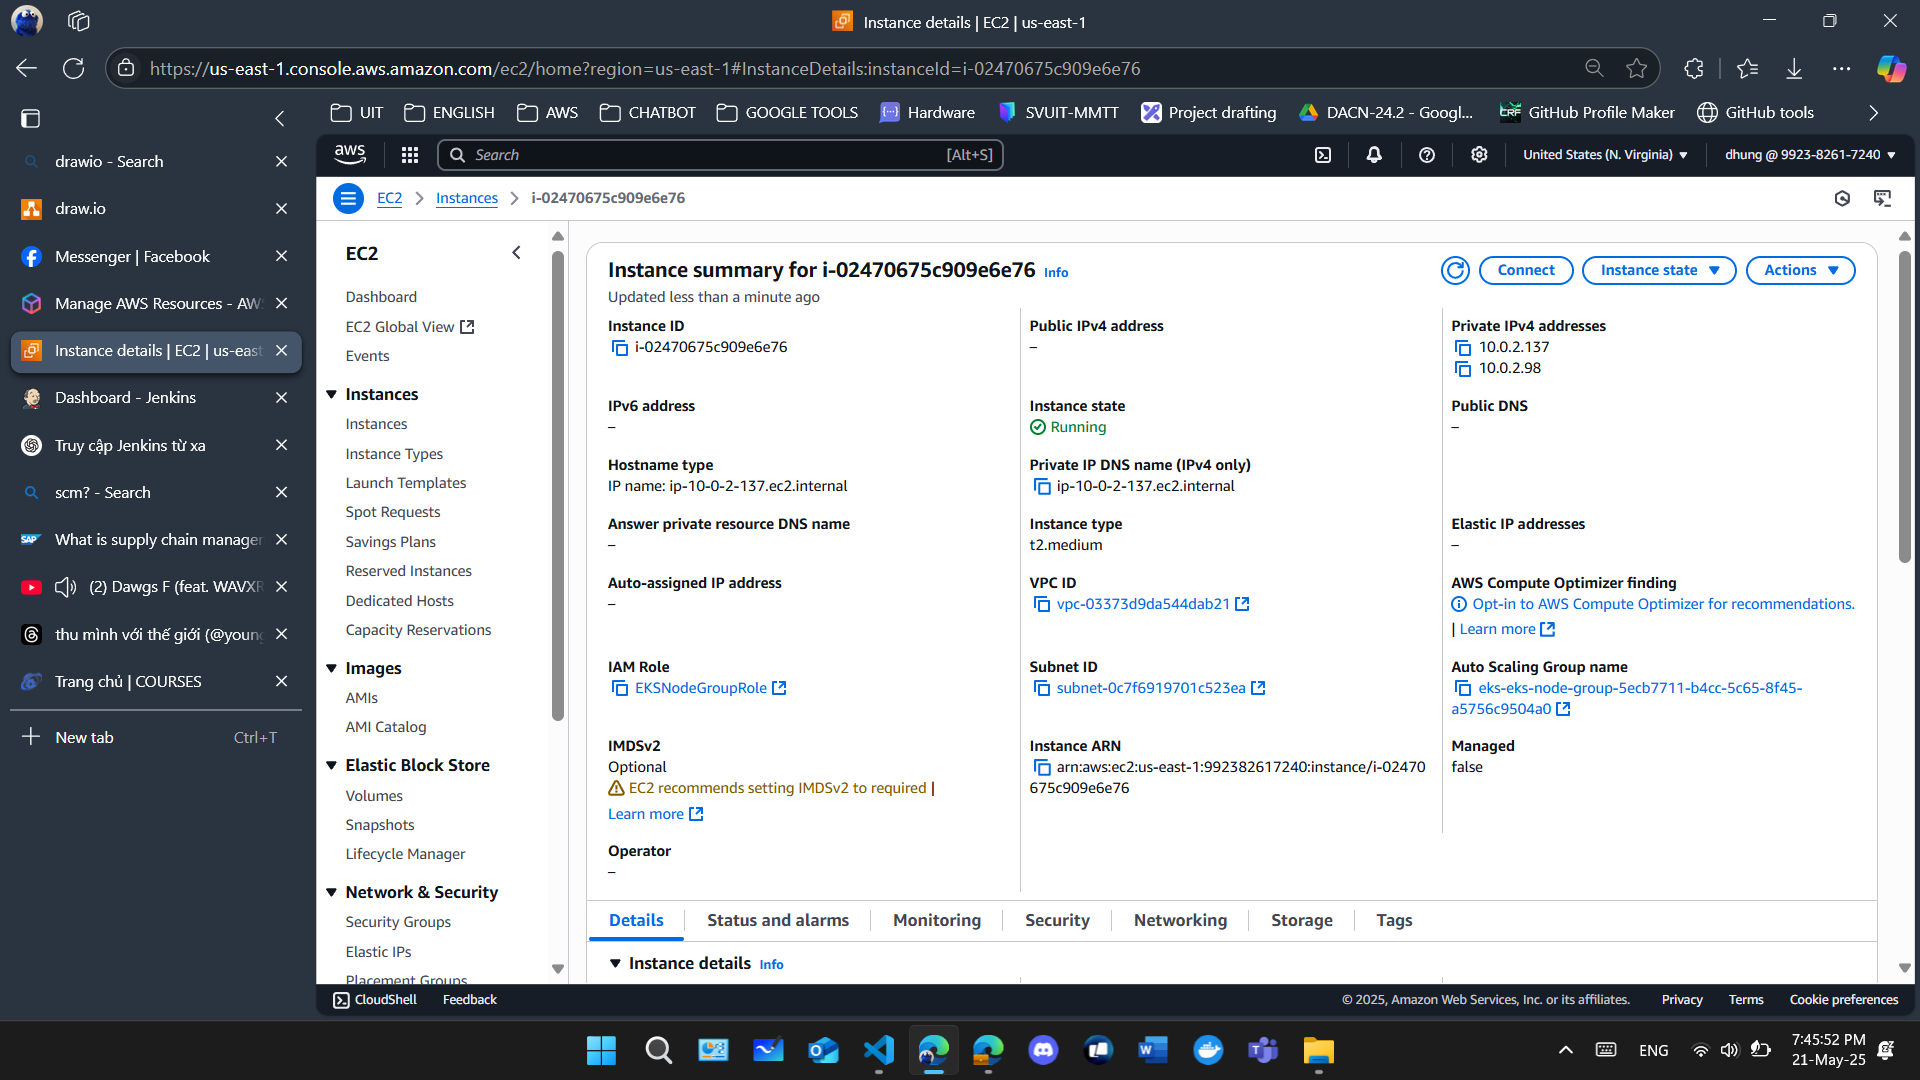 Instance details | EC2 | us-east-1
https://us-east-1.console.aws.amazon.com/ec2/home?region=us-east-1#InstanceDetails:instanceId=i-02470675c909e6e76
UIT
ENGLISH
AWS
CHATBOT
GOOGLE TOOLS
Hardware
SVUIT-MMTT
Project drafting
DACN-24.2 - Googl...
GitHub Profile Maker
GitHub tools
drawio - Search
draw.io
Messenger | Facebook
Manage AWS Resources - AWS
Instance details | EC2 | us-east
Dashboard - Jenkins
Truy cập Jenkins từ xa
scm? - Search
What is supply chain manager
(2) Dawgs F (feat. WAVXR
thu mình với thế giới (@young
Trang chủ | COURSES
New tab
Ctrl+T
aws
Search
[Alt+S]
United States (N. Virginia)
dhung @ 9923-8261-7240
EC2
Instances
i-02470675c909e6e76
EC2
Dashboard
EC2 Global View
Events
Instances
Instances
Instance Types
Launch Templates
Spot Requests
Savings Plans
Reserved Instances
Dedicated Hosts
Capacity Reservations
Images
AMIs
AMI Catalog
Elastic Block Store
Volumes
Snapshots
Lifecycle Manager
Network & Security
Security Groups
Elastic IPs
Placement Groups
Instance summary for i-02470675c909e6e76 Info
Updated less than a minute ago
Connect
Instance state
Actions
Instance ID
i-02470675c909e6e76
Public IPv4 address
–
Private IPv4 addresses
10.0.2.137
10.0.2.98
IPv6 address
–
Instance state
Running
Public DNS
–
Hostname type
IP name: ip-10-0-2-137.ec2.internal
Private IP DNS name (IPv4 only)
ip-10-0-2-137.ec2.internal
Answer private resource DNS name
–
Instance type
t2.medium
Elastic IP addresses
–
Auto-assigned IP address
–
VPC ID
vpc-03373d9da544dab21
AWS Compute Optimizer finding
Opt-in to AWS Compute Optimizer for recommendations.
| Learn more
IAM Role
EKSNodeGroupRole
Subnet ID
subnet-0c7f6919701c523ea
Auto Scaling Group name
eks-eks-node-group-5ecb7711-b4cc-5c65-8f45-
a5756c9504a0
IMDSv2
Optional
EC2 recommends setting IMDSv2 to required |
Learn more
Instance ARN
arn:aws:ec2:us-east-1:992382617240:instance/i-02470
675c909e6e76
Managed
false
Operator
–
Details
Status and alarms
Monitoring
Security
Networking
Storage
Tags
Instance details Info
CloudShell
Feedback
© 2025, Amazon Web Services, Inc. or its affiliates.
Privacy
Terms
Cookie preferences
ENG
7:45:52 PM
21-May-25